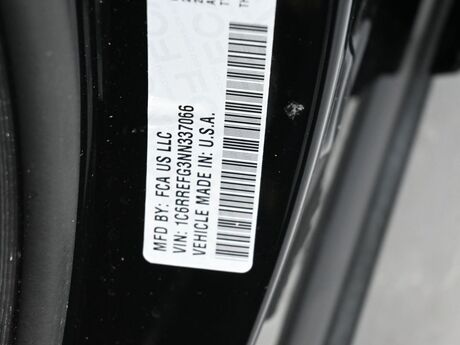 MFD BY: FCA US LLC
VIN: 1C6RREFG3NN337066
VEHICLE MADE IN: U.S.A.